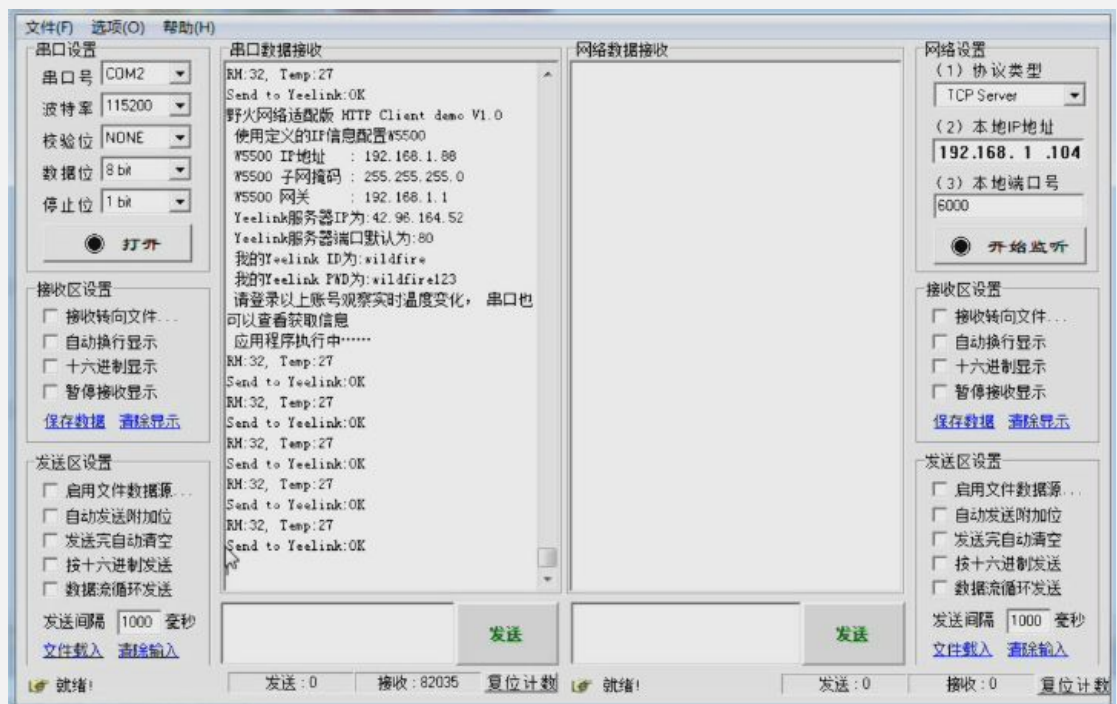 文件(F) 选项(O) 帮助(H)
串口设置
串口号 COM2
波特率 115200
校验位 NONE
数据位 8 bit
停止位 1 bit
打开
接收区设置
接收转向文件...
自动换行显示
十六进制显示
暂停接收显示
保存数据 清除显示
发送区设置
启用文件数据源...
自动发送附加位
发送完自动清空
按十六进制发送
数据流循环发送
发送间隔 1000 毫秒
文件载入 清除输入
串口数据接收
RH:32, Temp:27
Send to Yeelink:OK
野火网络适配版 HTTP Client demo V1.0
使用定义的IP信息配置W5500
W5500 IP地址 : 192.168.1.88
W5500 子网掩码 : 255.255.255.0
W5500 网关 : 192.168.1.1
Yeelink服务器IP为:42.96.164.52
Yeelink服务器端口默认为:80
我的Yeelink ID为:wildfire
我的Yeelink PWD为:wildfire123
请登录以上账号观察实时温度变化， 串口也
可以查看获取信息
应用程序执行中……
RH:32, Temp:27
Send to Yeelink:OK
RH:32, Temp:27
Send to Yeelink:OK
RH:32, Temp:27
Send to Yeelink:OK
RH:32, Temp:27
Send to Yeelink:OK
RH:32, Temp:27
Send to Yeelink:OK
发送
网络数据接收
发送
网络设置
(1) 协议类型
TCP Server
(2) 本地IP地址
192.168. 1 .104
(3) 本地端口号
6000
开始监听
接收区设置
接收转向文件...
自动换行显示
十六进制显示
暂停接收显示
保存数据 清除显示
发送区设置
启用文件数据源...
自动发送附加位
发送完自动清空
按十六进制发送
数据流循环发送
发送间隔 1000 毫秒
文件载入 清除输入
就绪! 发送:0 接收:82035 复位计数 就绪! 发送:0 接收:0 复位计数